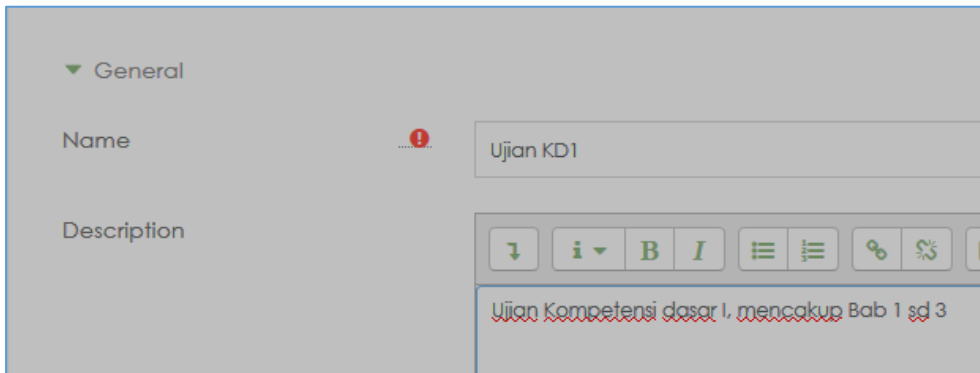 General
Name
Ujian KD1
Description
B I
Ujian Kompetensi dasar I, mencakup Bab 1 sd 3